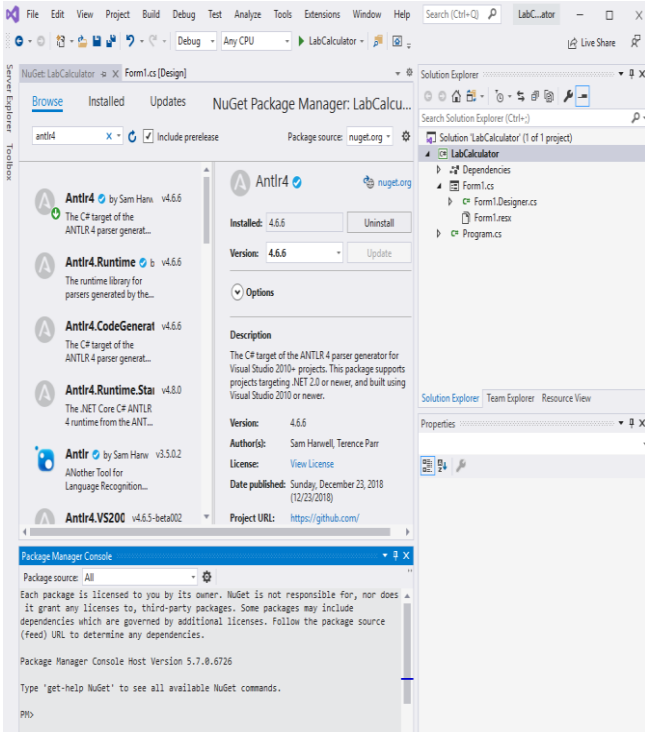 File Edit View Project Build Debug Test Analyze Tools Extensions Window Help Search (Ctrl+Q) LabC...ator
Debug Any CPU LabCalculator Live Share
Server Explorer
Toolbox
NuGet: LabCalculator Form1.cs [Design]
Browse Installed Updates NuGet Package Manager: LabCalcu...
antlr4 Include prerelease Package source: nuget.org
Antlr4 by Sam Harw v4.6.6
The C# target of the
ANTLR 4 parser generat...
Antlr4.Runtime b v4.6.6
The runtime library for
parsers generated by the...
Antlr4.CodeGenerat v4.6.6
The C# target of the
ANTLR 4 parser generat...
Antlr4.Runtime.Star v4.8.0
The .NET Core C# ANTLR
4 runtime from the ANT...
Antlr by Sam Harw v3.5.0.2
ANother Tool for
Language Recognition...
Antlr4.VS200 v4.6.5-beta002
Antlr4 nuget.org
Installed: 4.6.6 Uninstall
Version: 4.6.6 Update
Options
Description
The C# target of the ANTLR 4 parser generator for
Visual Studio 2010+ projects. This package supports
projects targeting .NET 2.0 or newer, and built using
Visual Studio 2010 or newer.
Version: 4.6.6
Author(s): Sam Harwell, Terence Parr
License: View License
Date published: Sunday, December 23, 2018
(12/23/2018)
Project URL: https://github.com/
Package Manager Console
Package source: All
Each package is licensed to you by its owner. NuGet is not responsible for, nor does
it grant any licenses to, third-party packages. Some packages may include
dependencies which are governed by additional licenses. Follow the package source
(feed) URL to determine any dependencies.
Package Manager Console Host Version 5.7.0.6726
Type 'get-help NuGet' to see all available NuGet commands.
PM>
Solution Explorer
Search Solution Explorer (Ctrl+;)
Solution 'LabCalculator' (1 of 1 project)
LabCalculator
Dependencies
Form1.cs
Form1.Designer.cs
Form1.resx
Program.cs
Solution Explorer Team Explorer Resource View
Properties